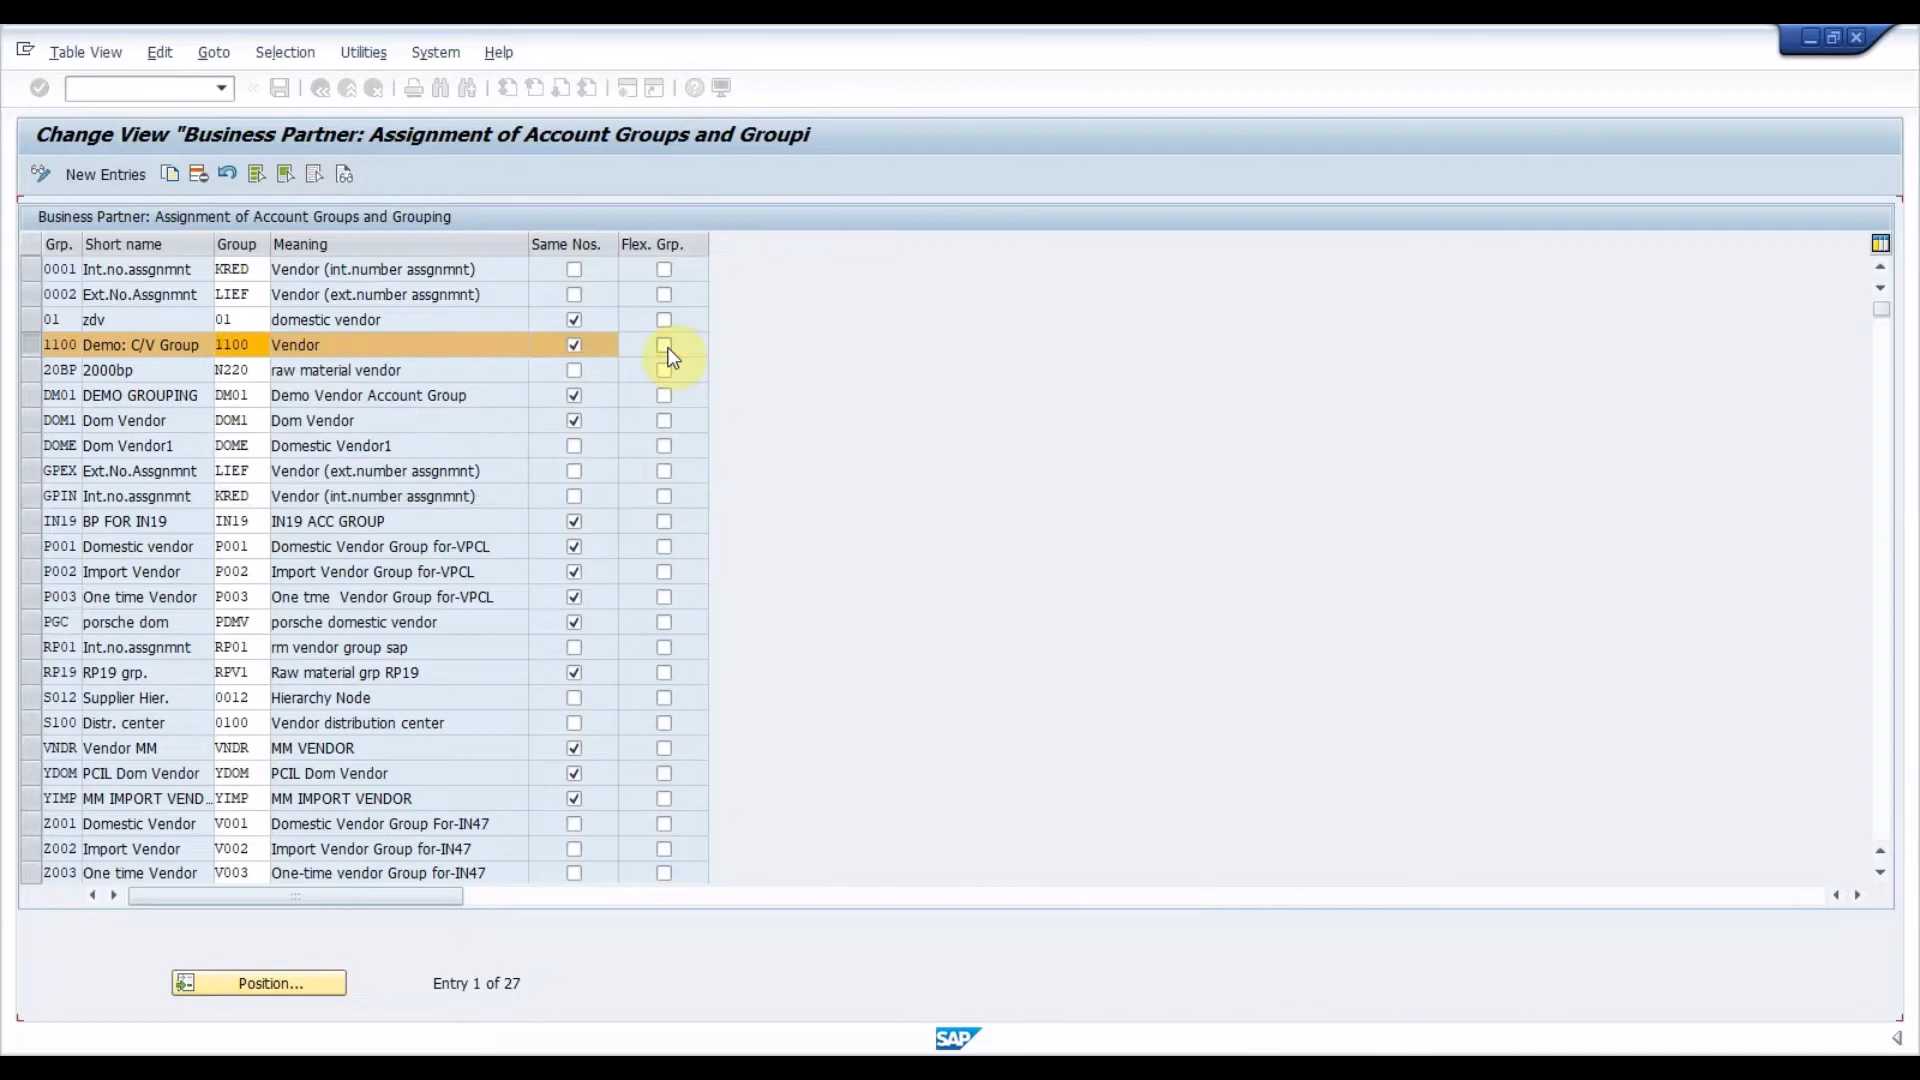 Table View Edit Goto Selection Utilities System Help
Change View "Business Partner: Assignment of Account Groups and Groupi
New Entries
Business Partner: Assignment of Account Groups and Grouping
Grp. Short name Group Meaning Same Nos. Flex. Grp.
0001 Int.no.assgnmnt KRED Vendor (int.number assgnmnt)
0002 Ext.No.Assgnmnt LIEF Vendor (ext.number assgnmnt)
01 zdv 01 domestic vendor
1100 Demo: C/V Group 1100 Vendor
20BP 2000bp N220 raw material vendor
DM01 DEMO GROUPING DM01 Demo Vendor Account Group
DOM1 Dom Vendor DOM1 Dom Vendor
DOME Dom Vendor1 DOME Domestic Vendor1
GPEX Ext.No.Assgnmnt LIEF Vendor (ext.number assgnmnt)
GPIN Int.no.assgnmnt KRED Vendor (int.number assgnmnt)
IN19 BP FOR IN19 IN19 IN19 ACC GROUP
P001 Domestic vendor P001 Domestic Vendor Group for-VPCL
P002 Import Vendor P002 Import Vendor Group for-VPCL
P003 One time Vendor P003 One tme Vendor Group for-VPCL
PGC porsche dom PDMV porsche domestic vendor
RP01 Int.no.assgnmnt RP01 rm vendor group sap
RP19 RP19 grp. RPV1 Raw material grp RP19
S012 Supplier Hier. 0012 Hierarchy Node
S100 Distr. center 0100 Vendor distribution center
VNDR Vendor MM VNDR MM VENDOR
YDOM PCIL Dom Vendor YDOM PCIL Dom Vendor
YIMP MM IMPORT VEND... YIMP MM IMPORT VENDOR
Z001 Domestic Vendor V001 Domestic Vendor Group For-IN47
Z002 Import Vendor V002 Import Vendor Group for-IN47
Z003 One time Vendor V003 One-time vendor Group for-IN47
Position... Entry 1 of 27
SAP